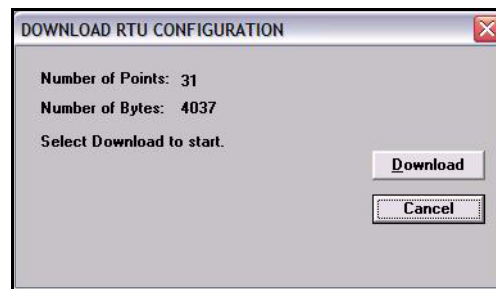 DOWNLOAD RTU CONFIGURATION
Number of Points: 31
Number of Bytes: 4037
Select Download to start.
Download
Cancel